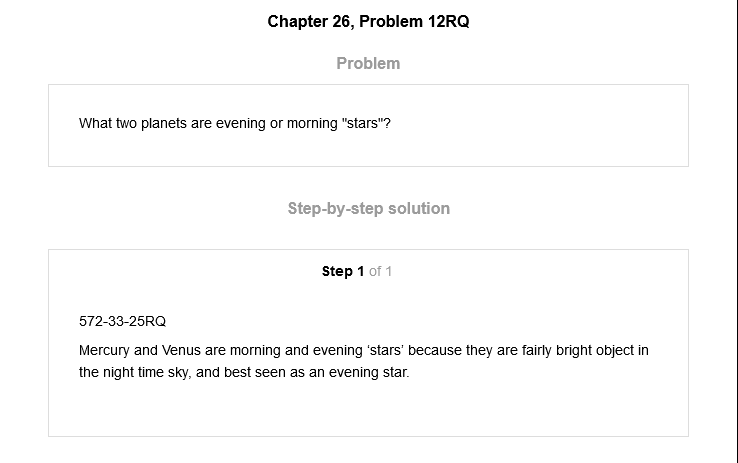 Chapter 26, Problem 12RQ
Problem
What two planets are evening or morning "stars"?
Step-by-step solution
Step 1 of 1
572-33-25RQ
Mercury and Venus are morning and evening ‘stars’ because they are fairly bright object in
the night time sky, and best seen as an evening star.